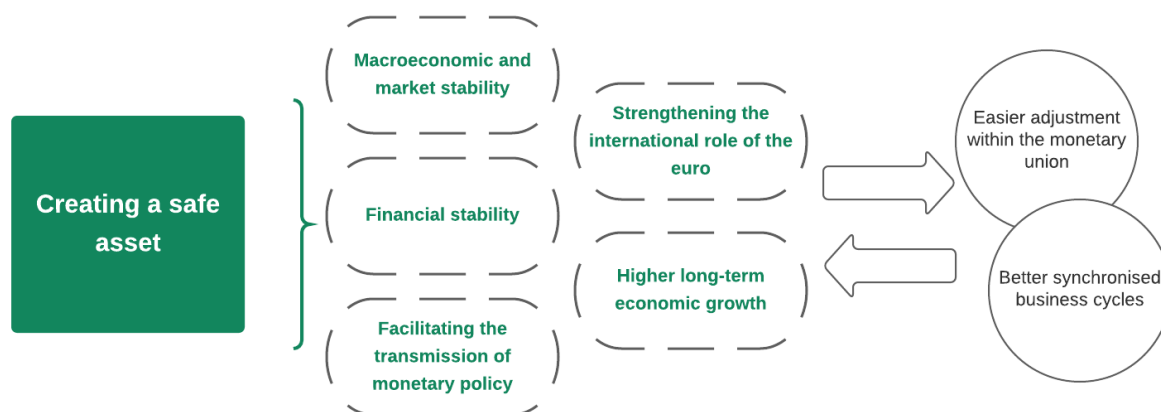 Creating a safe
asset
Macroeconomic and
market stability
Financial stability
Facilitating the
transmission of
monetary policy
Strengthening the
international role of the
euro
Higher long-term
economic growth
Easier adjustment
within the monetary
union
Better synchronised
business cycles